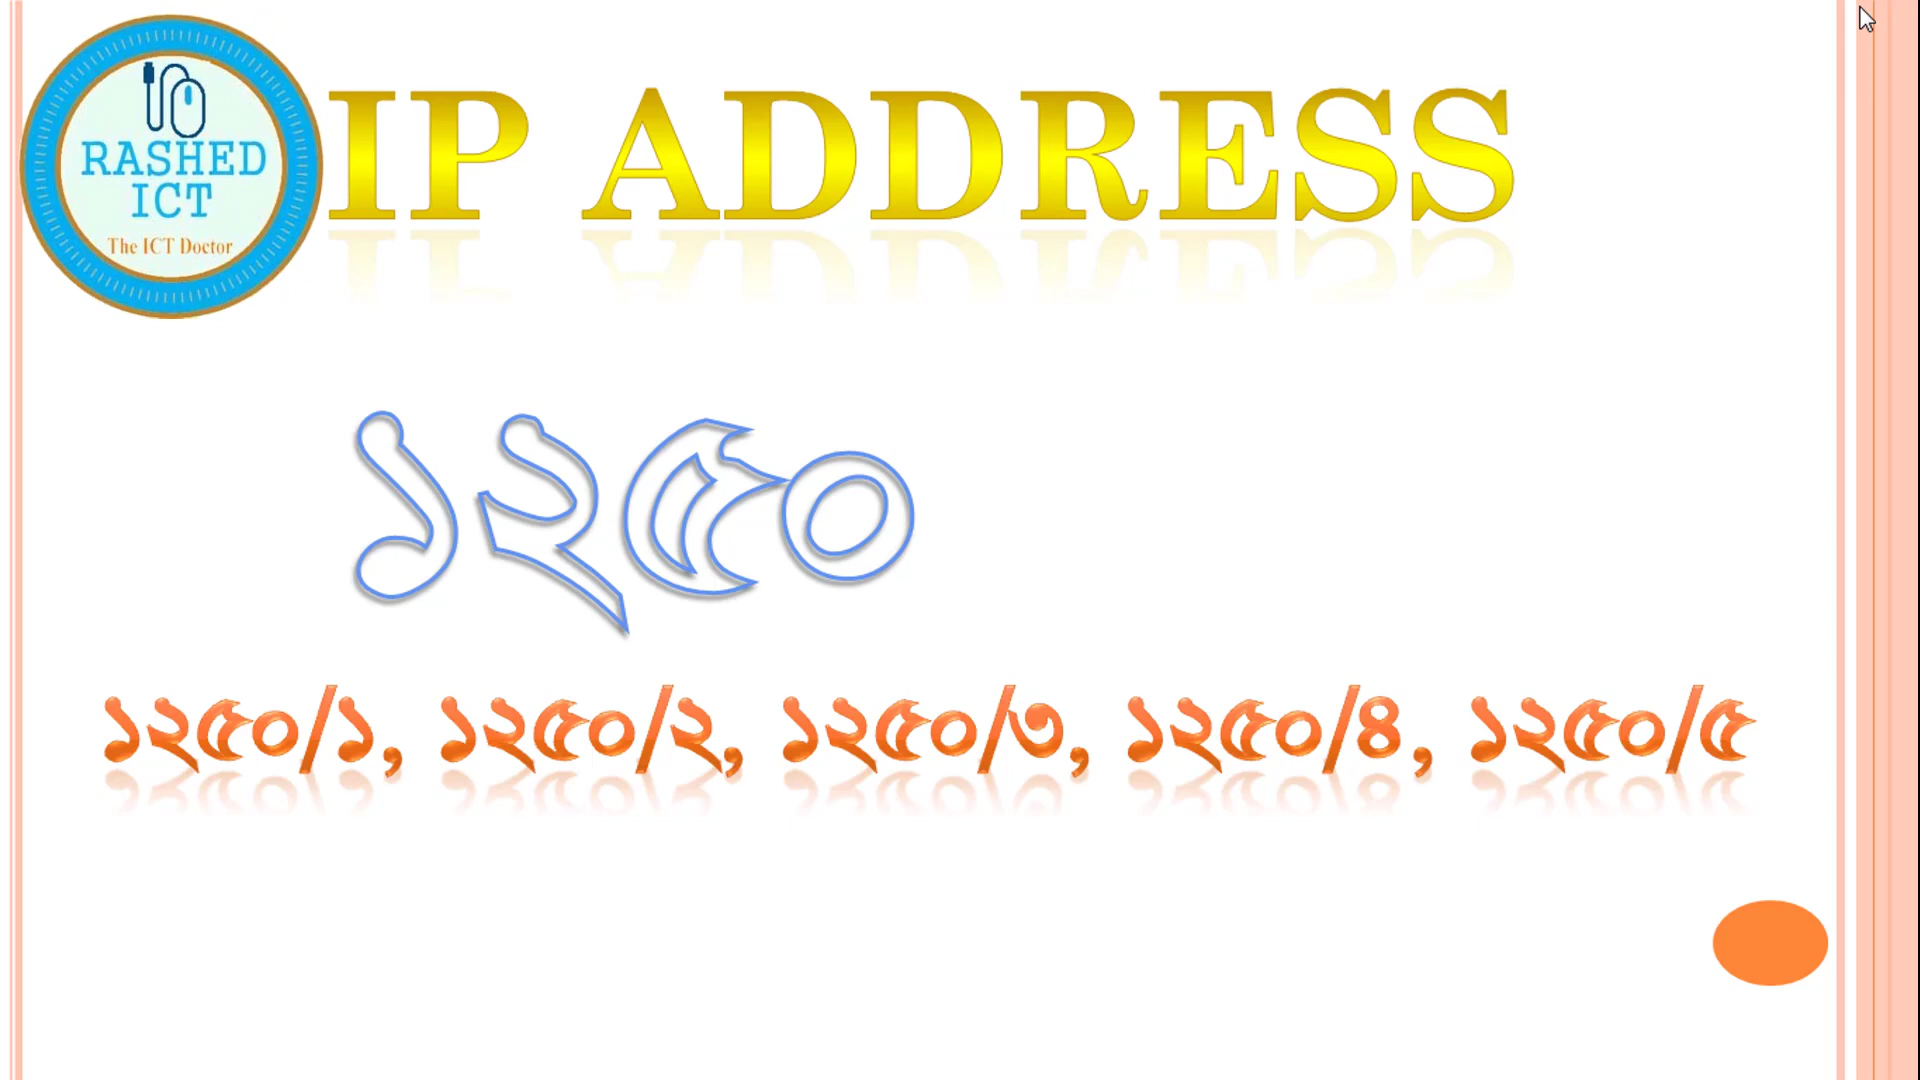 RASHED
ICT
The ICT Doctor
IP ADDRESS
১২৫০
১২৫০/১, ১২৫০/২, ১২৫০/৩, ১২৫০/৪, ১২৫০/৫